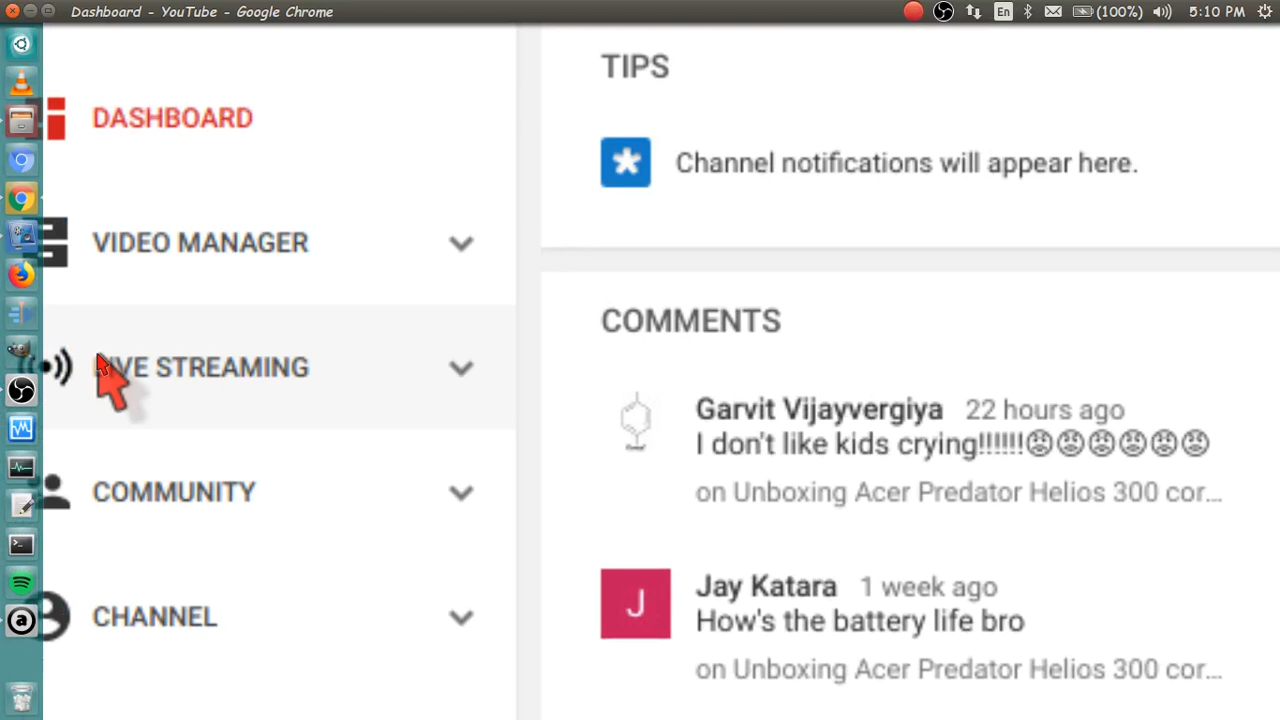 Dashboard - YouTube - Google Chrome
En
(100%)
5:10 PM
DASHBOARD
VIDEO MANAGER
LIVE STREAMING
COMMUNITY
CHANNEL
TIPS
Channel notifications will appear here.
COMMENTS
Garvit Vijayvergiya 22 hours ago
I don't like kids crying!!!!!!😡😡😡😡😡😡
on Unboxing Acer Predator Helios 300 cor...
J
Jay Katara 1 week ago
How's the battery life bro
on Unboxing Acer Predator Helios 300 cor...